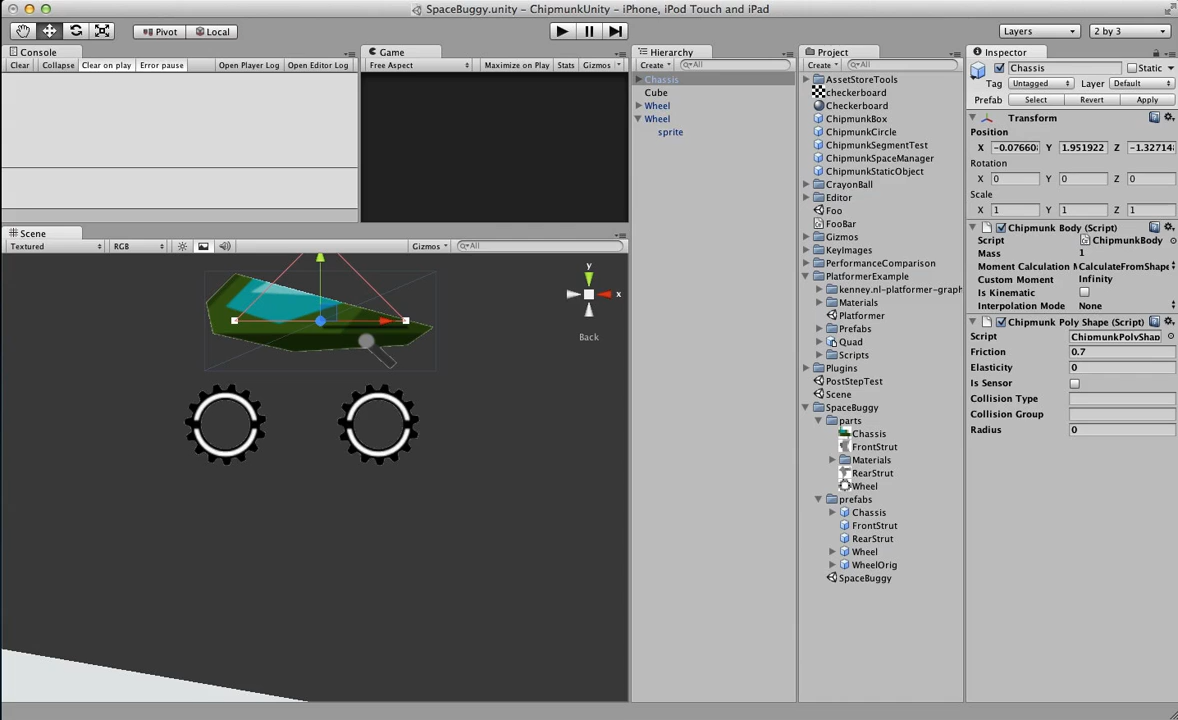 SpaceBuggy.unity – ChipmunkUnity – iPhone, iPod Touch and iPad
Pivot Local Layers 2 by 3
Console
Clear Collapse Clear on play Error pause Open Player Log Open Editor Log
Game
Free Aspect Maximize on Play Stats Gizmos
Scene
Textured RGB Gizmos All
y
x
Back
Hierarchy
Create All
Chassis
Cube
Wheel
Wheel
sprite
Project
Create All
AssetStoreTools
checkerboard
Checkerboard
ChipmunkBox
ChipmunkCircle
ChipmunkSegmentTest
ChipmunkSpaceManager
ChipmunkStaticObject
CrayonBall
Editor
Foo
FooBar
Gizmos
KeyImages
PerformanceComparison
PlatformerExample
kenney.nl-platformer-graph
Materials
Platformer
Prefabs
Quad
Scripts
Plugins
PostStepTest
Scene
SpaceBuggy
parts
Chassis
FrontStrut
Materials
RearStrut
Wheel
prefabs
Chassis
FrontStrut
RearStrut
Wheel
WheelOrig
SpaceBuggy
Inspector
Chassis Static
Tag Untagged Layer Default
Prefab Select Revert Apply
Transform
Position
X -0.07660 Y 1.951922 Z -1.32714
Rotation
X 0 Y 0 Z 0
Scale
X 1 Y 1 Z 1
Chipmunk Body (Script)
Script ChipmunkBody
Mass 1
Moment Calculation M CalculateFromShape
Custom Moment Infinity
Is Kinematic
Interpolation Mode None
Chipmunk Poly Shape (Script)
Script ChipmunkPolyShap
Friction 0.7
Elasticity 0
Is Sensor
Collision Type
Collision Group
Radius 0